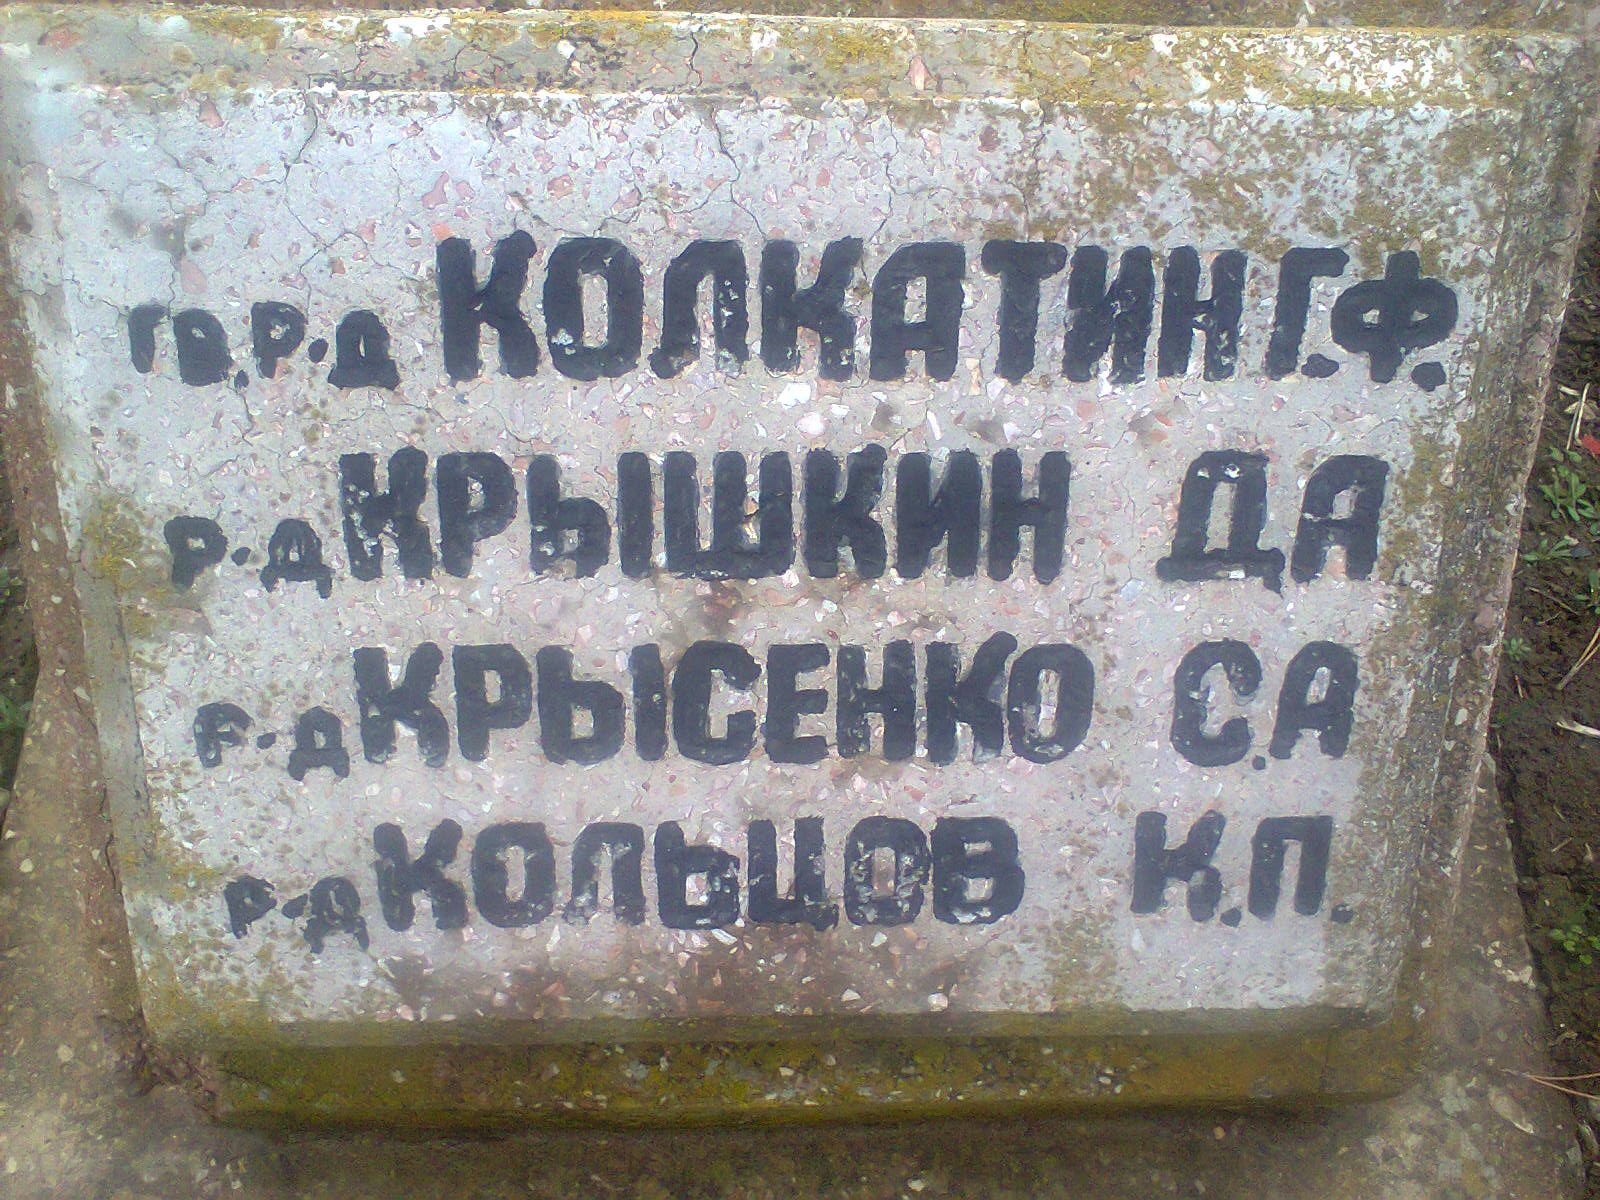 гв.р.д КОЛКАТИН Г.Ф.
р-д КРЫШКИН Д А
р-д КРЫСЕНКО С.А
р-д КОЛЬЦОВ К.П.